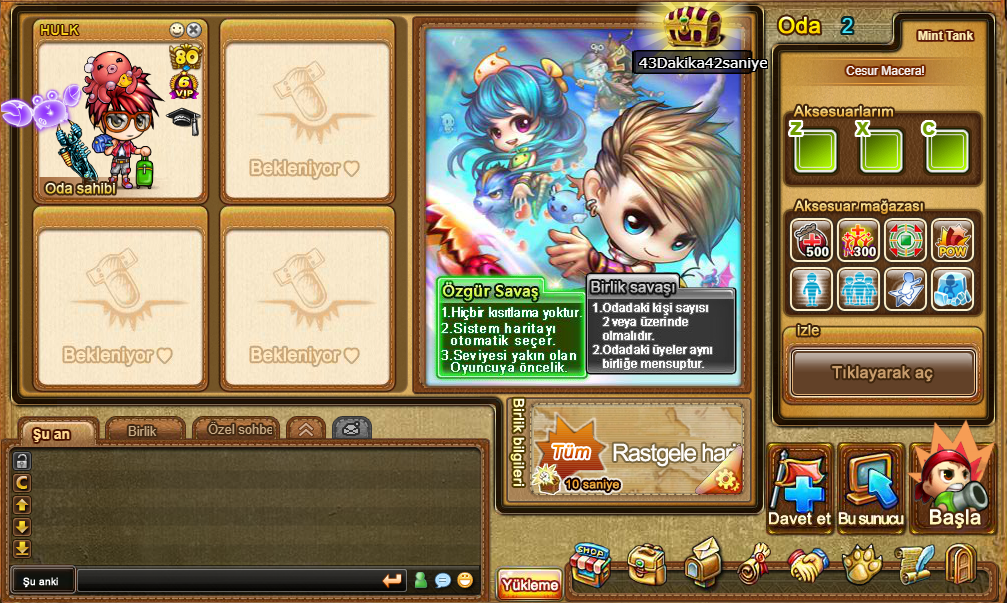 HULK
80
6
VIP
Oda sahibi
Bekleniyor
Bekleniyor
Bekleniyor
43Dakika42saniye
Özgür Savaş
1.Hiçbir kısıtlama yoktur.
2.Sistem haritayı
otomatik seçer.
3.Seviyesi yakın olan
Oyuncuya öncelik.
Birlik savaşı
1.Odadaki kişi sayısı
2 veya üzerinde
olmalıdır.
2.Odadaki üyeler aynı
birliğe mensuptur.
Birlik bilgileri
Tüm
Rastgele har
10 saniye
Oda 2
Mint Tank
Cesur Macera!
Aksesuarlarım
Z X C
Aksesuar mağazası
500
300
POW
İzle
Tıklayarak aç
Davet et
Bu sunucu
Başla
Şu an
Birlik
Özel sohbe
C
Şu anki
Yükleme
SHOP